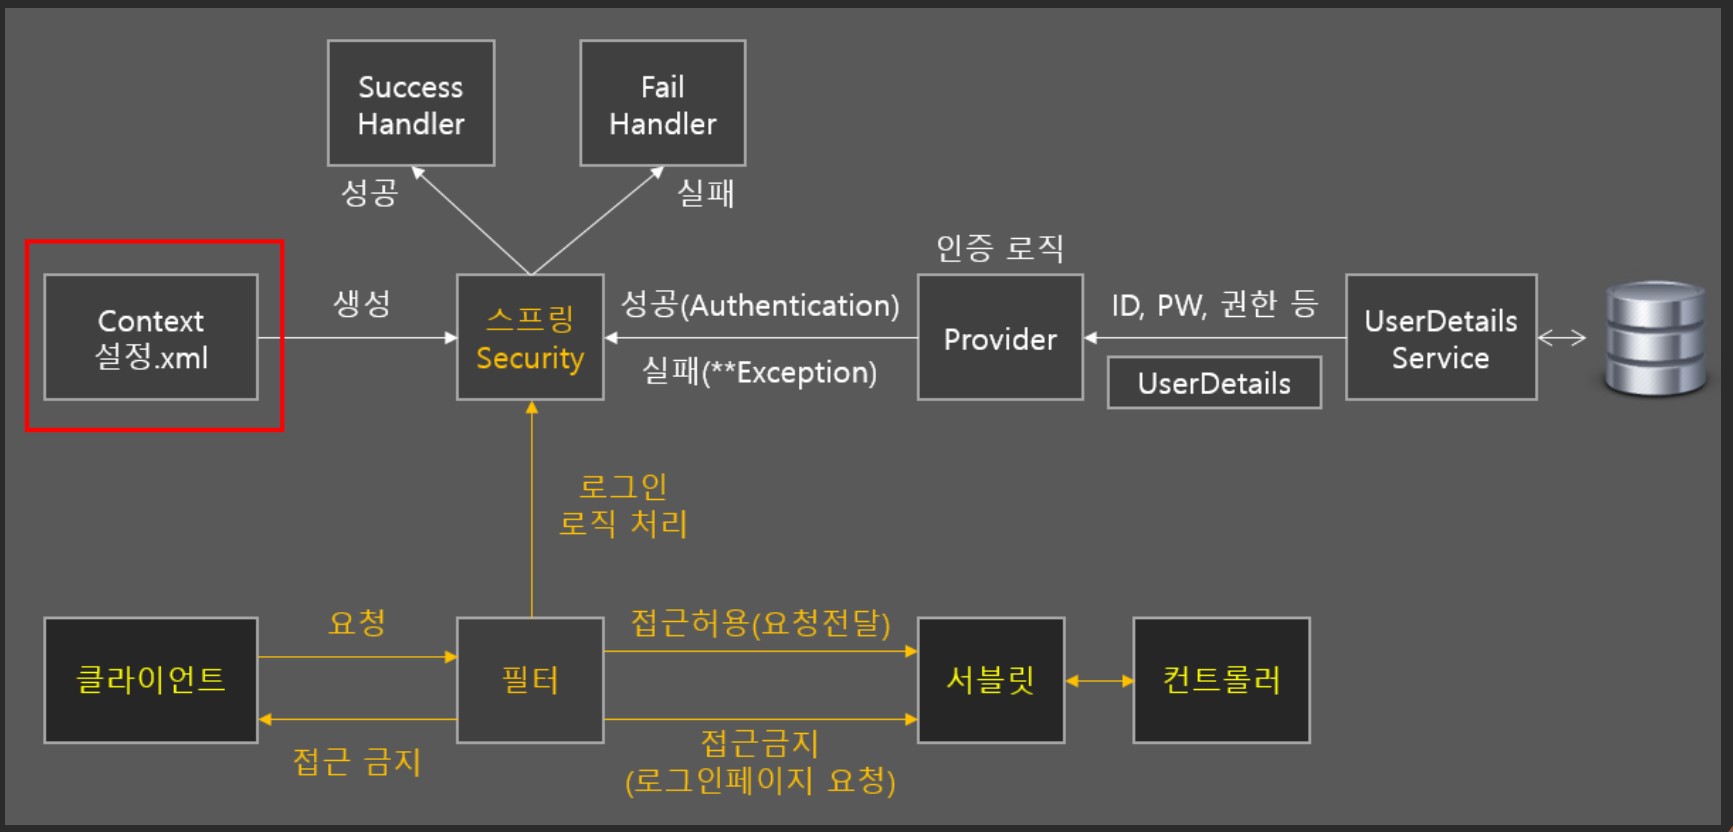 Success
Handler
Fail
Handler
성공
실패
인증 로직
Context
설정.xml
생성
스프링
Security
성공(Authentication)
실패(**Exception)
Provider
ID, PW, 권한 등
UserDetails
UserDetails
Service
로그인
로직 처리
클라이언트
요청
접근 금지
필터
접근허용(요청전달)
접근금지
(로그인페이지 요청)
서블릿
컨트롤러